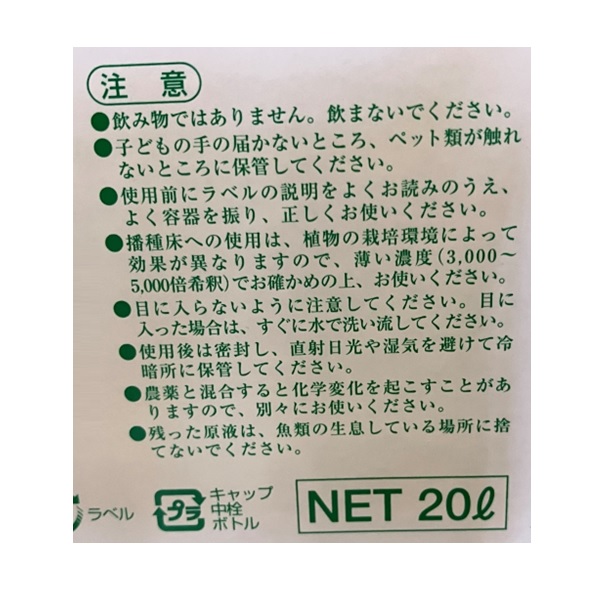 注意
●飲み物ではありません。飲まないでください。
●子どもの手の届かないところ、ペット類が触れ
ないところに保管してください。
●使用前にラベルの説明をよくお読みのうえ、
よく容器を振り、正しくお使いください。
●播種床への使用は、植物の栽培環境によって
効果が異なりますので、薄い濃度(3,000〜
5,000倍希釈)でお確かめの上、お使いください。
●目に入らないように注意してください。目に
入った場合は、すぐに水で洗い流してください。
●使用後は密封し、直射日光や湿気を避けて冷
暗所に保管してください。
●農薬と混合すると化学変化を起こすことがあ
りますので、別々にお使いください。
●残った原液は、魚類の生息している場所に捨
てないでください。
ラベル
プラ
キャップ
中栓
ボトル
NET 20ℓ